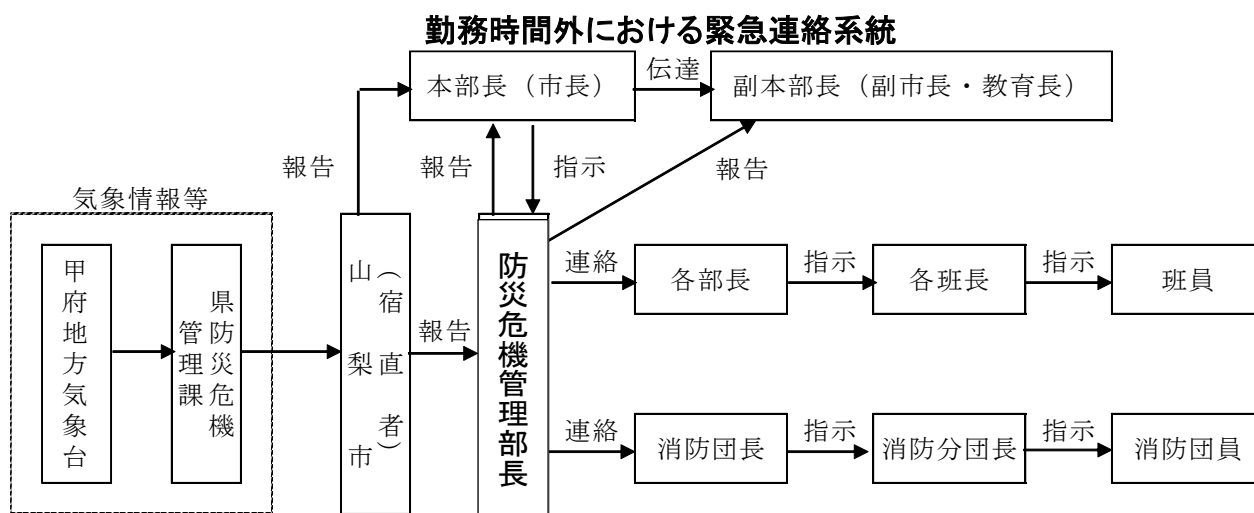 勤務時間外における緊急連絡系統
本部長（市長）
伝達
副本部長（副市長・教育長）
報告
報告
指示
報告
気象情報等
甲府地方気象台
県防災危機
管理課
山梨市
（宿直者）
報告
防災危機管理部長
連絡
各部長
指示
各班長
指示
班員
連絡
消防団長
指示
消防分団長
指示
消防団員